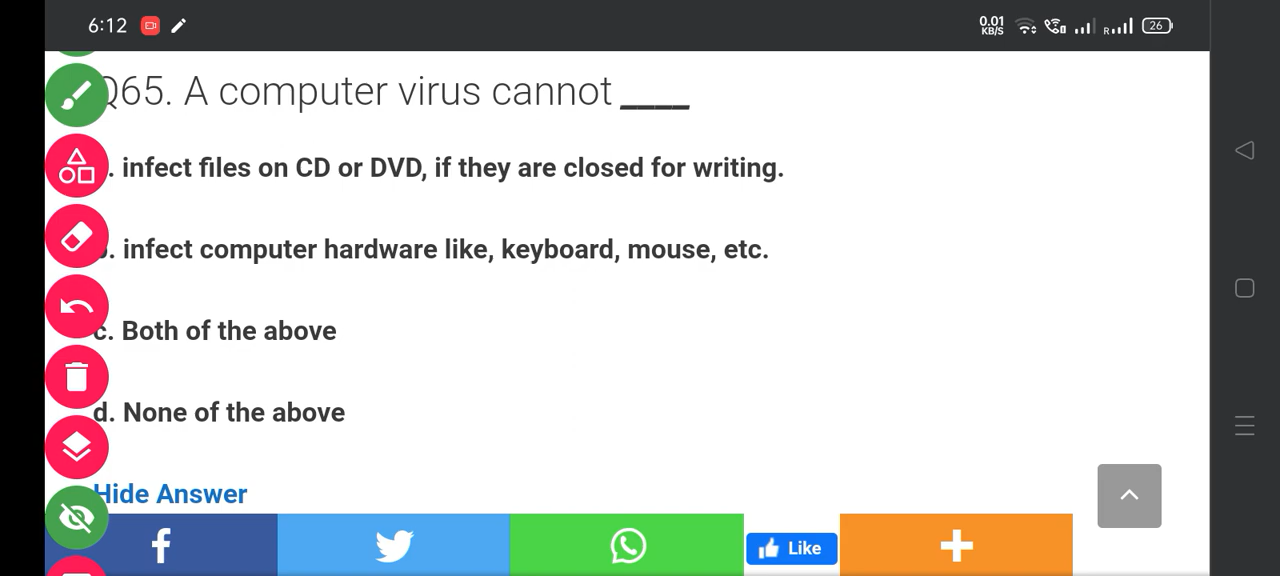 6:12
0.01 KB/S
R
26
Q65. A computer virus cannot ____
. infect files on CD or DVD, if they are closed for writing.
b. infect computer hardware like, keyboard, mouse, etc.
c. Both of the above
d. None of the above
Hide Answer
f
Like